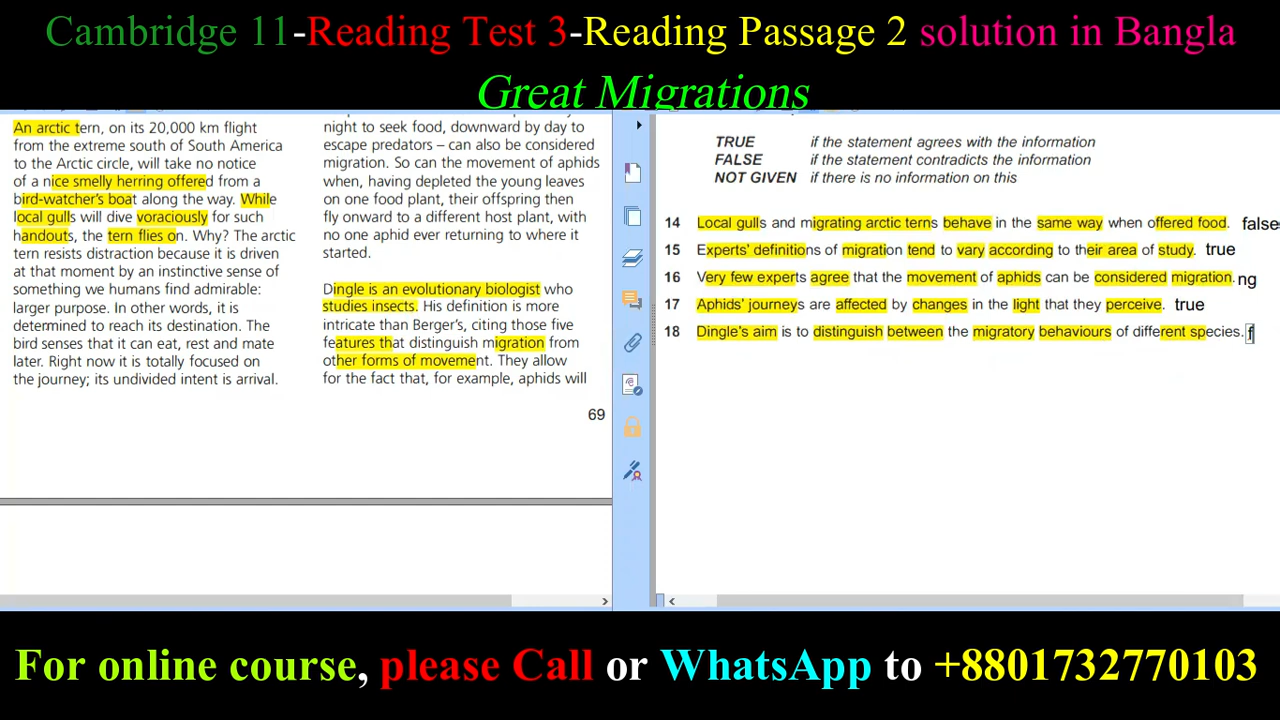 Cambridge 11-Reading Test 3-Reading Passage 2 solution in Bangla
Great Migrations
An arctic tern, on its 20,000 km flight
from the extreme south of South America
to the Arctic circle, will take no notice
of a nice smelly herring offered from a
bird-watcher's boat along the way. While
local gulls will dive voraciously for such
handouts, the tern flies on. Why? The arctic
tern resists distraction because it is driven
at that moment by an instinctive sense of
something we humans find admirable:
larger purpose. In other words, it is
determined to reach its destination. The
bird senses that it can eat, rest and mate
later. Right now it is totally focused on
the journey; its undivided intent is arrival.
night to seek food, downward by day to
escape predators – can also be considered
migration. So can the movement of aphids
when, having depleted the young leaves
on one food plant, their offspring then
fly onward to a different host plant, with
no one aphid ever returning to where it
started.
Dingle is an evolutionary biologist who
studies insects. His definition is more
intricate than Berger's, citing those five
features that distinguish migration from
other forms of movement. They allow
for the fact that, for example, aphids will
69
TRUE if the statement agrees with the information
FALSE if the statement contradicts the information
NOT GIVEN if there is no information on this
14 Local gulls and migrating arctic terns behave in the same way when offered food. false
15 Experts' definitions of migration tend to vary according to their area of study. true
16 Very few experts agree that the movement of aphids can be considered migration. ng
17 Aphids' journeys are affected by changes in the light that they perceive. true
18 Dingle's aim is to distinguish between the migratory behaviours of different species. f
For online course, please Call or WhatsApp to +8801732770103